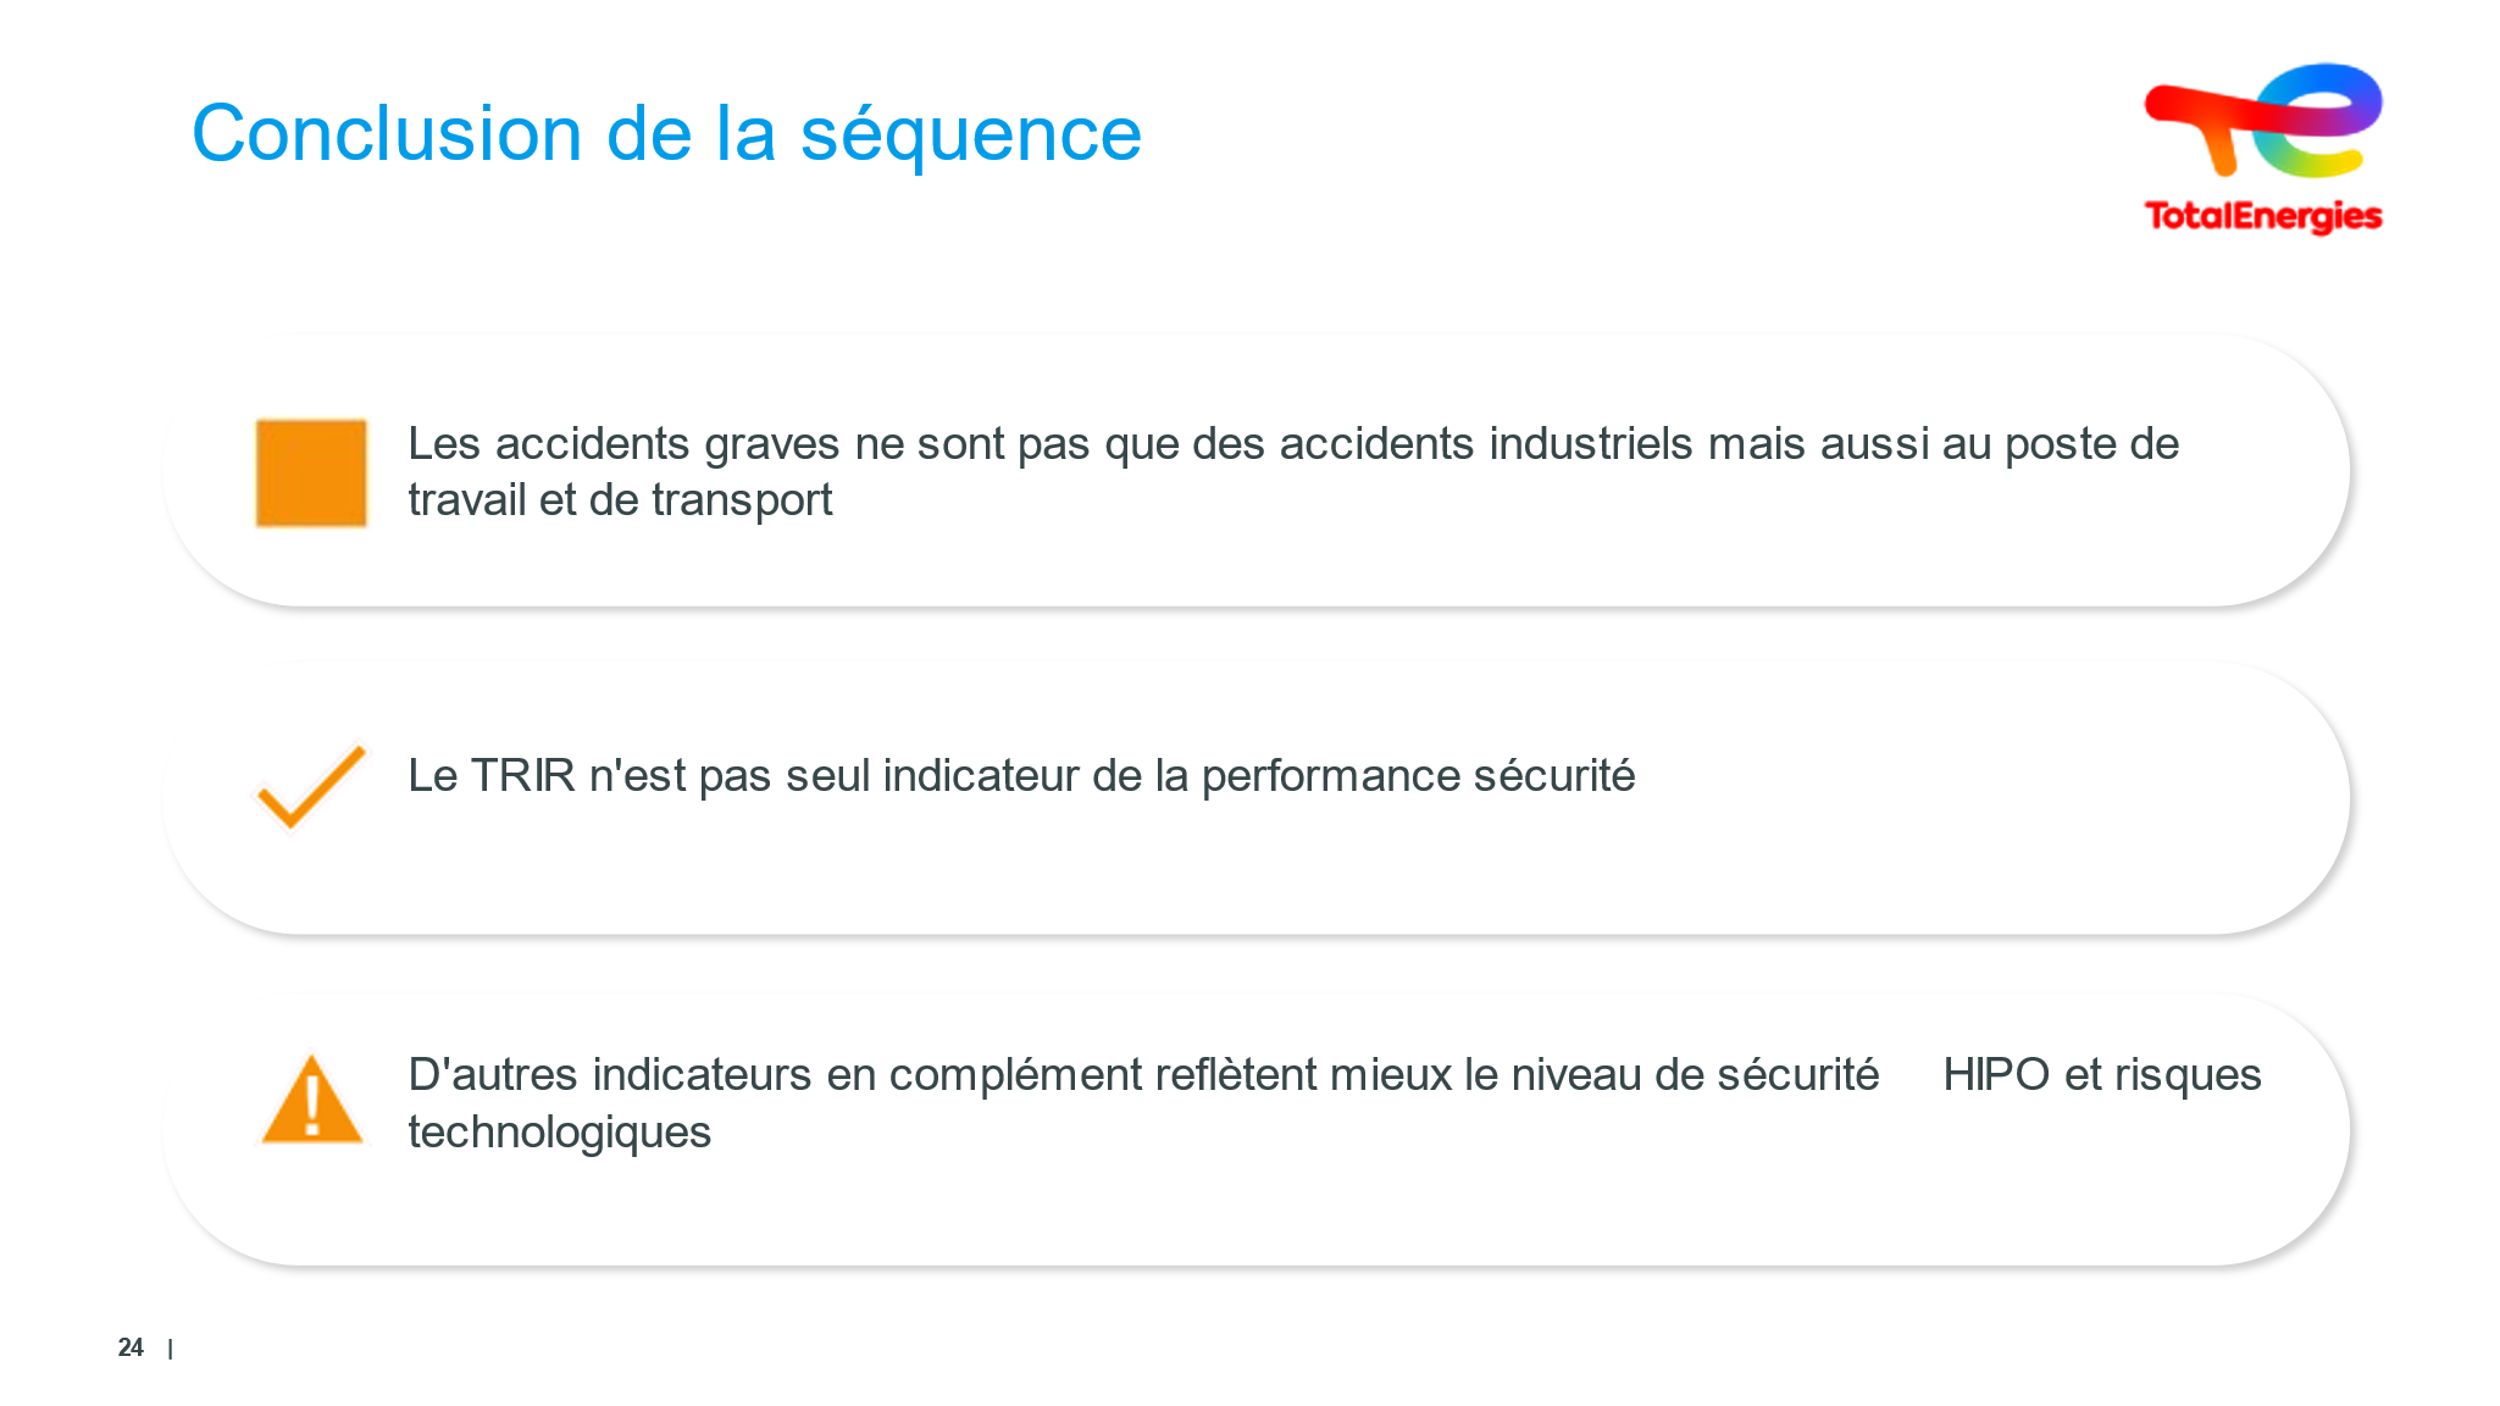 Conclusion de la séquence
TotalEnergies
Les accidents graves ne sont pas que des accidents industriels mais aussi au poste de
travail et de transport
Le TRIR n'est pas seul indicateur de la performance sécurité
D'autres indicateurs en complément reflètent mieux le niveau de sécurité HIPO et risques
technologiques
24 |